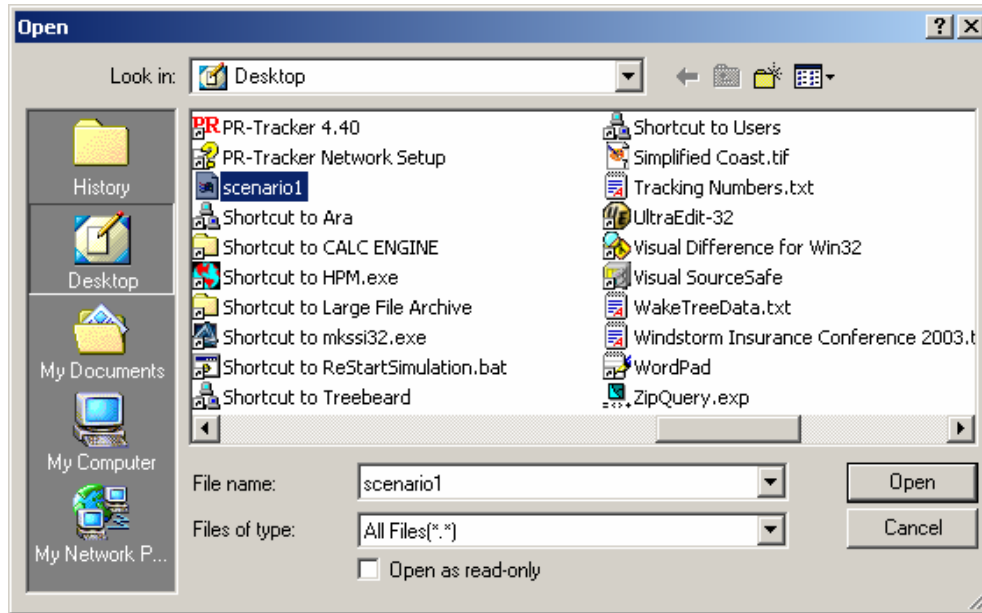 Open
Look in:
Desktop
History
Desktop
My Documents
My Computer
My Network P...
PR PR-Tracker 4.40
PR-Tracker Network Setup
scenario1
Shortcut to Ara
Shortcut to CALC ENGINE
Shortcut to HPM.exe
Shortcut to Large File Archive
Shortcut to mkssi32.exe
Shortcut to ReStartSimulation.bat
Shortcut to Treebeard
Shortcut to Users
Simplified Coast.tif
Tracking Numbers.txt
UltraEdit-32
Visual Difference for Win32
Visual SourceSafe
WakeTreeData.txt
Windstorm Insurance Conference 2003.t
WordPad
ZipQuery.exp
File name:
scenario1
Open
Files of type:
All Files(*.*)
Cancel
Open as read-only